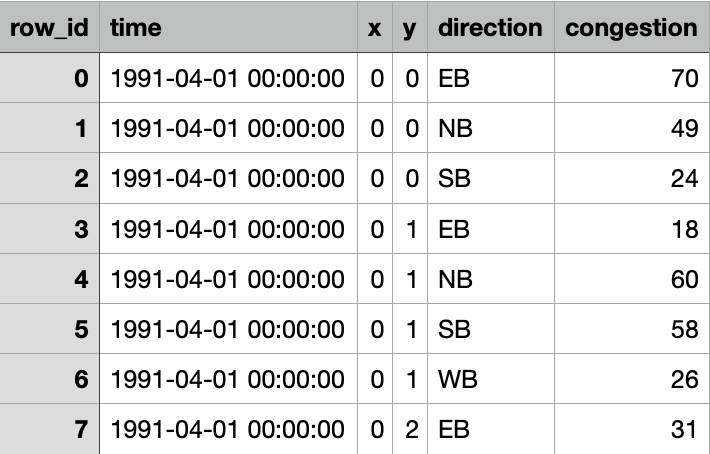 row_id time x y direction congestion
0 1991-04-01 00:00:00 0 0 EB 70
1 1991-04-01 00:00:00 0 0 NB 49
2 1991-04-01 00:00:00 0 0 SB 24
3 1991-04-01 00:00:00 0 1 EB 18
4 1991-04-01 00:00:00 0 1 NB 60
5 1991-04-01 00:00:00 0 1 SB 58
6 1991-04-01 00:00:00 0 1 WB 26
7 1991-04-01 00:00:00 0 2 EB 31